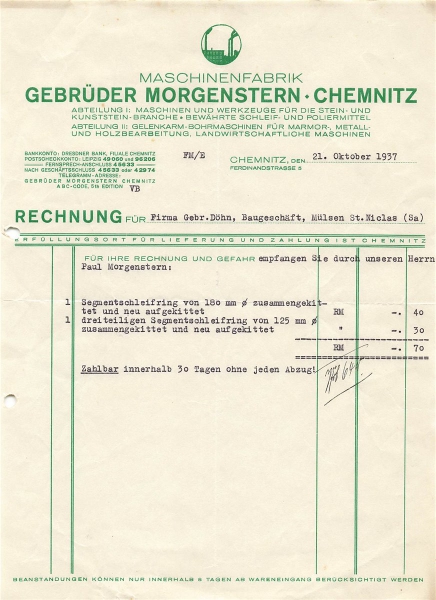 MASCHINENFABRIK
GEBRÜDER MORGENSTERN · CHEMNITZ
ABTEILUNG I: MASCHINEN UND WERKZEUGE FÜR DIE STEIN- UND
KUNSTSTEIN-BRANCHE • BEWÄHRTE SCHLEIF- UND POLIERMITTEL
ABTEILUNG II: GELENKARM-BOHRMASCHINEN FÜR MARMOR-, METALL-
UND HOLZBEARBEITUNG, LANDWIRTSCHAFTLICHE MASCHINEN
BANKKONTO: DRESDNER BANK, FILIALE CHEMNITZ
POSTSCHECKKONTO: LEIPZIG 49060 und 96206
FERNSPRECH-ANSCHLUSS 45633
NACH GESCHÄFTSSCHLUSS 45633 oder 42974
TELEGRAMM-ADRESSE:
GEBRÜDER MORGENSTERN CHEMNITZ
ABC-CODE, 5th EDITION
VB
FM/E
CHEMNITZ, DEN 21. Oktober 1937
FERDINANDSTRASSE 5
RECHNUNG FÜR Firma Gebr.Döhn, Baugeschäft, Mülsen St.Niclas (Sa)
ERFÜLLUNGSORT FÜR LIEFERUNG UND ZAHLUNG IST CHEMNITZ
FÜR IHRE RECHNUNG UND GEFAHR empfangen Sie durch unseren Herrn
Paul Morgenstern:
1 Segmentschleifring von 180 mm ø zusammengekit-
tet und neu aufgekittet RM -. 40
1 dreiteiligen Segmentschleifring von 125 mm ø
zusammengekittet und neu aufgekittet " -. 30
RM -. 70
Zahlbar innerhalb 30 Tagen ohne jeden Abzug!
BEANSTANDUNGEN KÖNNEN NUR INNERHALB 8 TAGEN AB WARENEINGANG BERÜCKSICHTIGT WERDEN